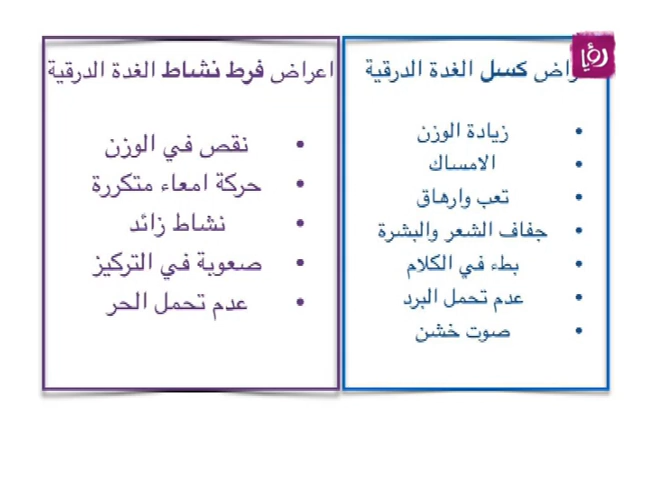 رؤيا
كسل الغدة الدرقية
• زيادة الوزن
• الامساك
• تعب وارهاق
• جفاف الشعر والبشرة
• بطء في الكلام
• عدم تحمل البرد
• صوت خشن
اعراض فرط نشاط الغدة الدرقية
• نقص في الوزن
• حركة امعاء متكررة
• نشاط زائد
• صعوبة في التركيز
• عدم تحمل الحر